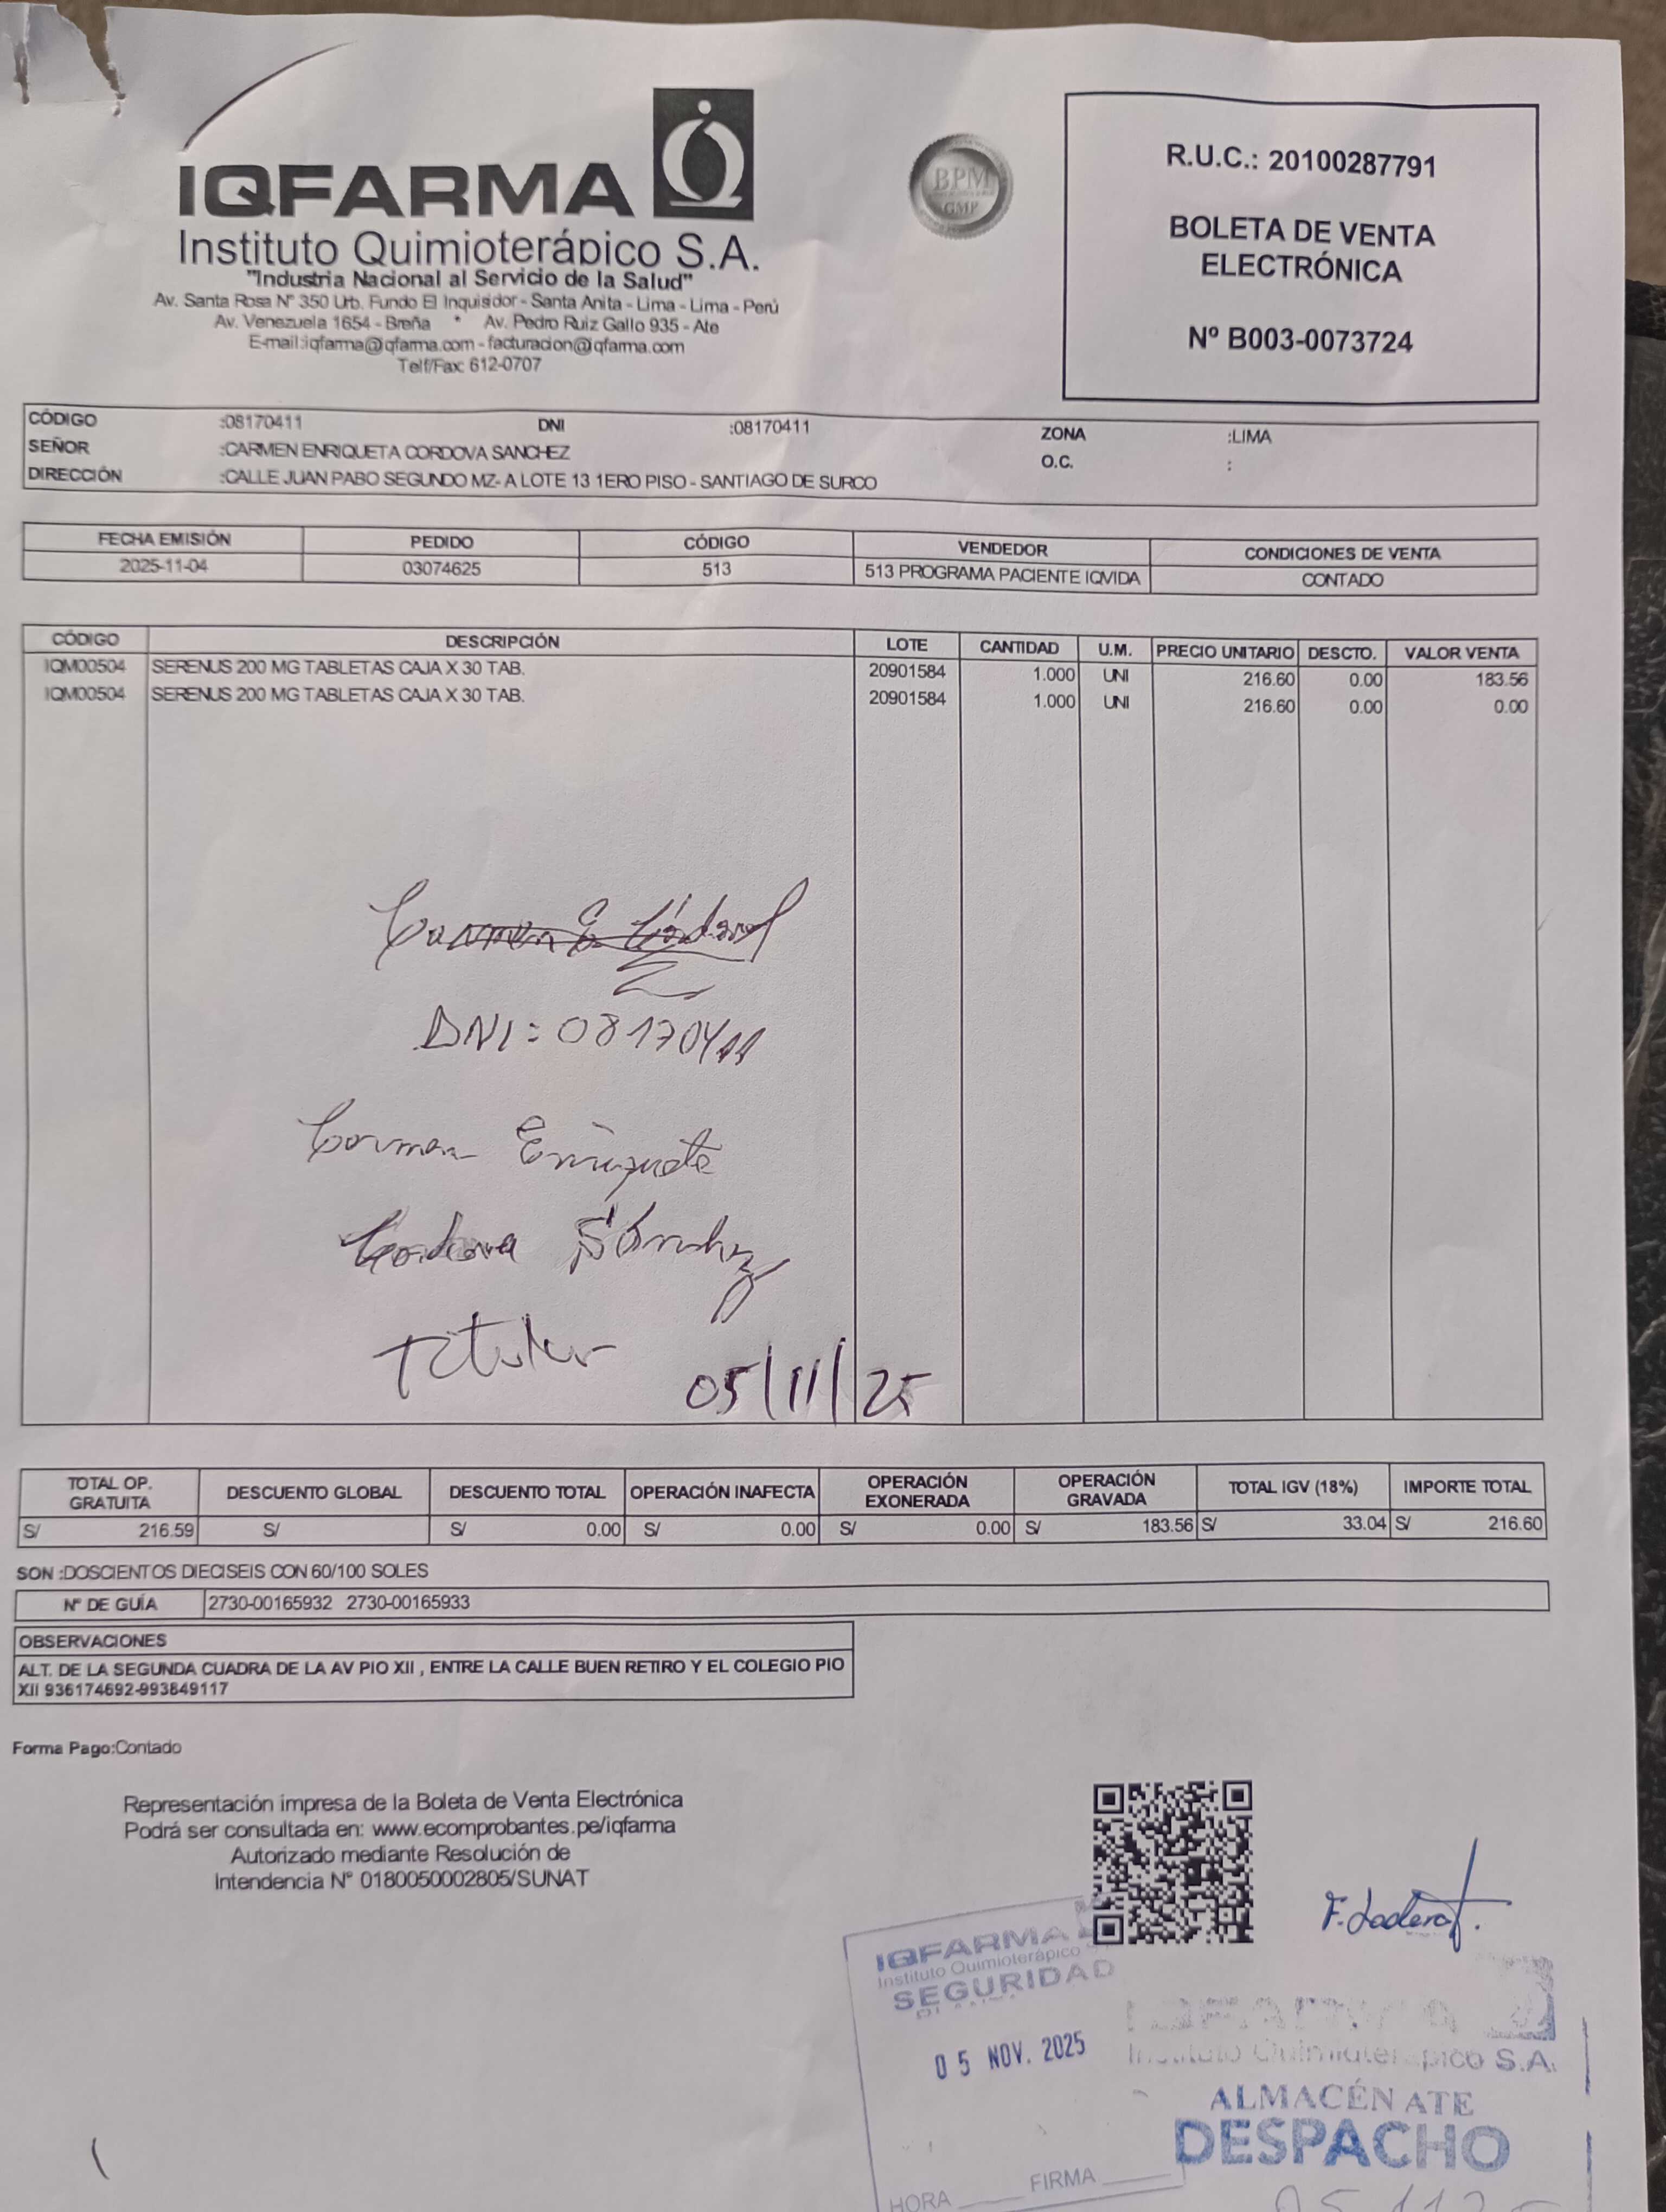 IQFARMA
Instituto Quimioterápico S.A.
"Industria Nacional al Servicio de la Salud"
Av. Santa Rosa Nº 350 Urb. Fundo El Inquisidor - Santa Anita - Lima - Lima - Perú
Av. Venezuela 1654 - Breña * Av. Pedro Ruiz Gallo 935 - Ate
E-mail:iqfarma@iqfarma.com - facturacion@iqfarma.com
Telf/Fax: 612-0707
BPM
GMP
R.U.C.: 20100287791
BOLETA DE VENTA
ELECTRÓNICA
Nº B003-0073724
CÓDIGO :08170411 DNI :08170411 ZONA :LIMA
SEÑOR :CARMEN ENRIQUETA CORDOVA SANCHEZ O.C. :
DIRECCIÓN :CALLE JUAN PABO SEGUNDO MZ- A LOTE 13 1ERO PISO - SANTIAGO DE SURCO
FECHA EMISIÓN PEDIDO CÓDIGO VENDEDOR CONDICIONES DE VENTA
2025-11-04 03074625 513 513 PROGRAMA PACIENTE IQVIDA CONTADO
CÓDIGO DESCRIPCIÓN LOTE CANTIDAD U.M. PRECIO UNITARIO DESCTO. VALOR VENTA
IQM00504 SERENUS 200 MG TABLETAS CAJA X 30 TAB. 20901584 1.000 UNI 216.60 0.00 183.56
IQM00504 SERENUS 200 MG TABLETAS CAJA X 30 TAB. 20901584 1.000 UNI 216.60 0.00 0.00
Carmen E Córdova
DNI: 08170411
Carmen Enriqueta
Cordova Sánchez
Titular 05/11/25
TOTAL OP. GRATUITA DESCUENTO GLOBAL DESCUENTO TOTAL OPERACIÓN INAFECTA OPERACIÓN EXONERADA OPERACIÓN GRAVADA TOTAL IGV (18%) IMPORTE TOTAL
S/ 216.59 S/ S/ 0.00 S/ 0.00 S/ 0.00 S/ 183.56 S/ 33.04 S/ 216.60
SON :DOSCIENTOS DIECISEIS CON 60/100 SOLES
Nº DE GUÍA 2730-00165932 2730-00165933
OBSERVACIONES
ALT. DE LA SEGUNDA CUADRA DE LA AV PIO XII , ENTRE LA CALLE BUEN RETIRO Y EL COLEGIO PIO
XII 936174692-993849117
Forma Pago:Contado
Representación impresa de la Boleta de Venta Electrónica
Podrá ser consultada en: www.ecomprobantes.pe/iqfarma
Autorizado mediante Resolución de
Intendencia Nº 0180050002805/SUNAT
IQFARMA
Instituto Quimioterápico
SEGURIDAD
05 NOV. 2025
HORA FIRMA
IQFARMA
Instituto Quimioterápico S.A.
ALMACÉN ATE
DESPACHO